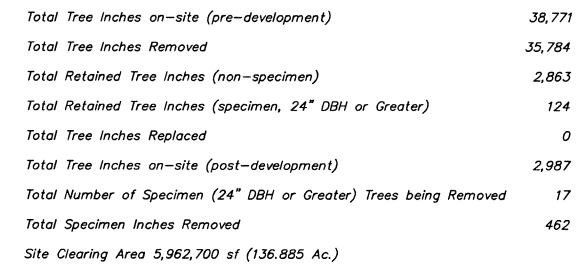 Total Tree Inches on-site (pre-development) 38,771
Total Tree Inches Removed 35,784
Total Retained Tree Inches (non-specimen) 2,863
Total Retained Tree Inches (specimen, 24" DBH or Greater) 124
Total Tree Inches Replaced 0
Total Tree Inches on-site (post-development) 2,987
Total Number of Specimen (24" DBH or Greater) Trees being Removed 17
Total Specimen Inches Removed 462
Site Clearing Area 5,962,700 sf (136.885 Ac.)